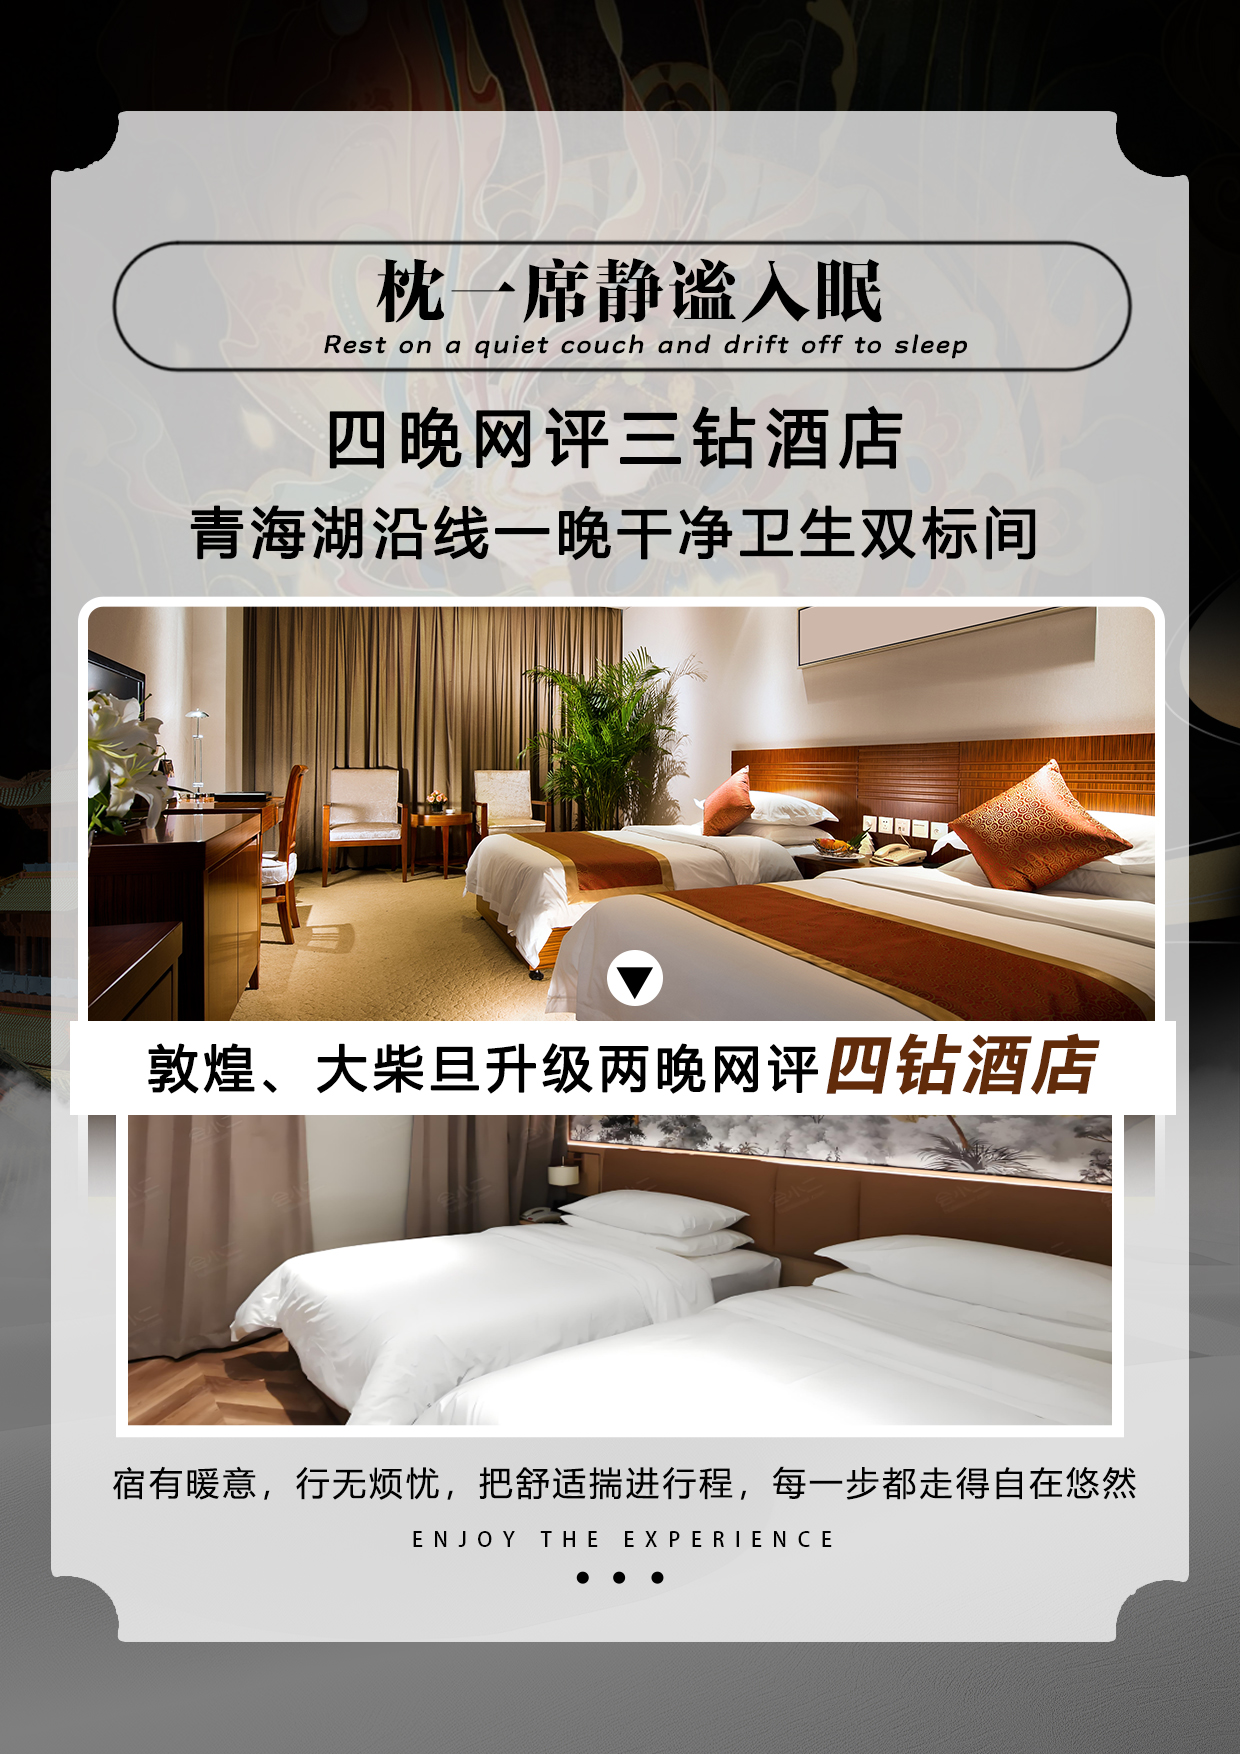 枕一席静谧入眠
Rest on a quiet couch and drift off to sleep
四晚网评三钻酒店
青海湖沿线一晚干净卫生双标间
敦煌、大柴旦升级两晚网评四钻酒店
宿有暖意，行无烦忧，把舒适揣进行程，每一步都走得自在悠然
ENJOY THE EXPERIENCE